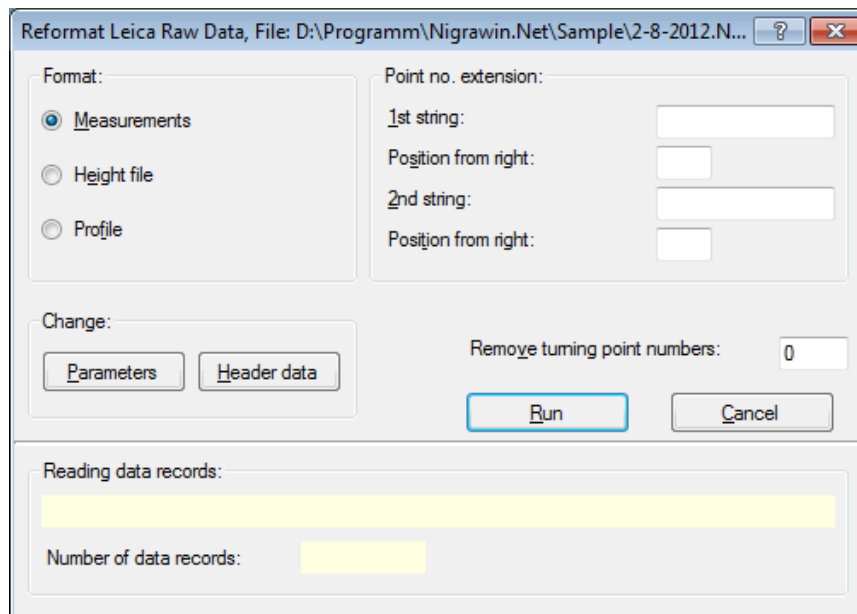 Reformat Leica Raw Data, File: D:\Programm\Nigrawin.Net\Sample\2-8-2012.N...
Format:
Measurements
Height file
Profile
Point no. extension:
1st string:
Position from right:
2nd string:
Position from right:
Change:
Parameters
Header data
Remove turning point numbers: 0
Run
Cancel
Reading data records:
Number of data records: